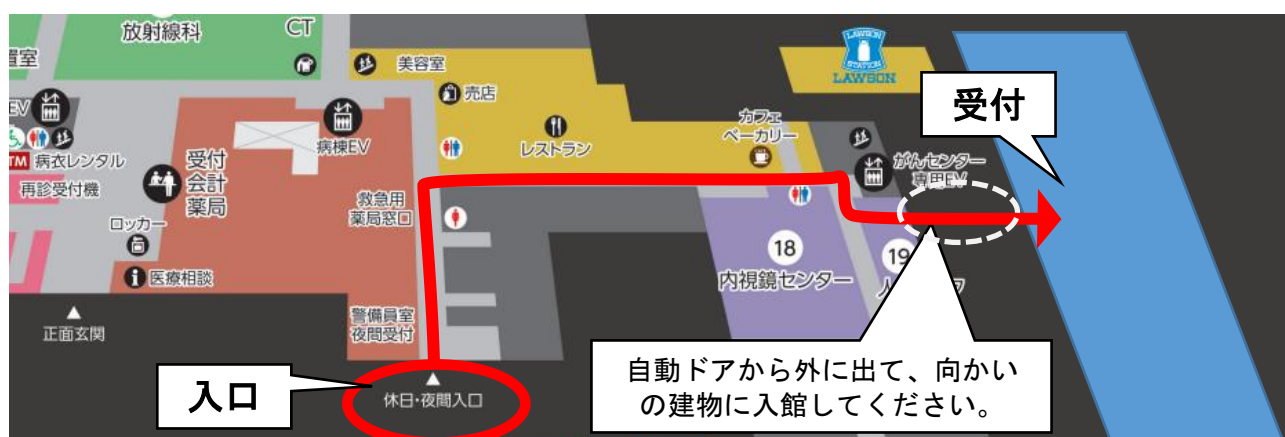 放射線科
CT
置室
美容室
LAWSON
STATION
LAWSON
受付
売店
EV
病棟EV
カフェ
ベーカリー
レストラン
TM 病衣レンタル
受付
会計
薬局
がんセンター
専用EV
再診受付機
救急用
薬局窓口
ロッカー
18
内視鏡センター
19
医療相談
警備員室
夜間受付
正面玄関
入口
休日・夜間入口
自動ドアから外に出て、向かい
の建物に入館してください。